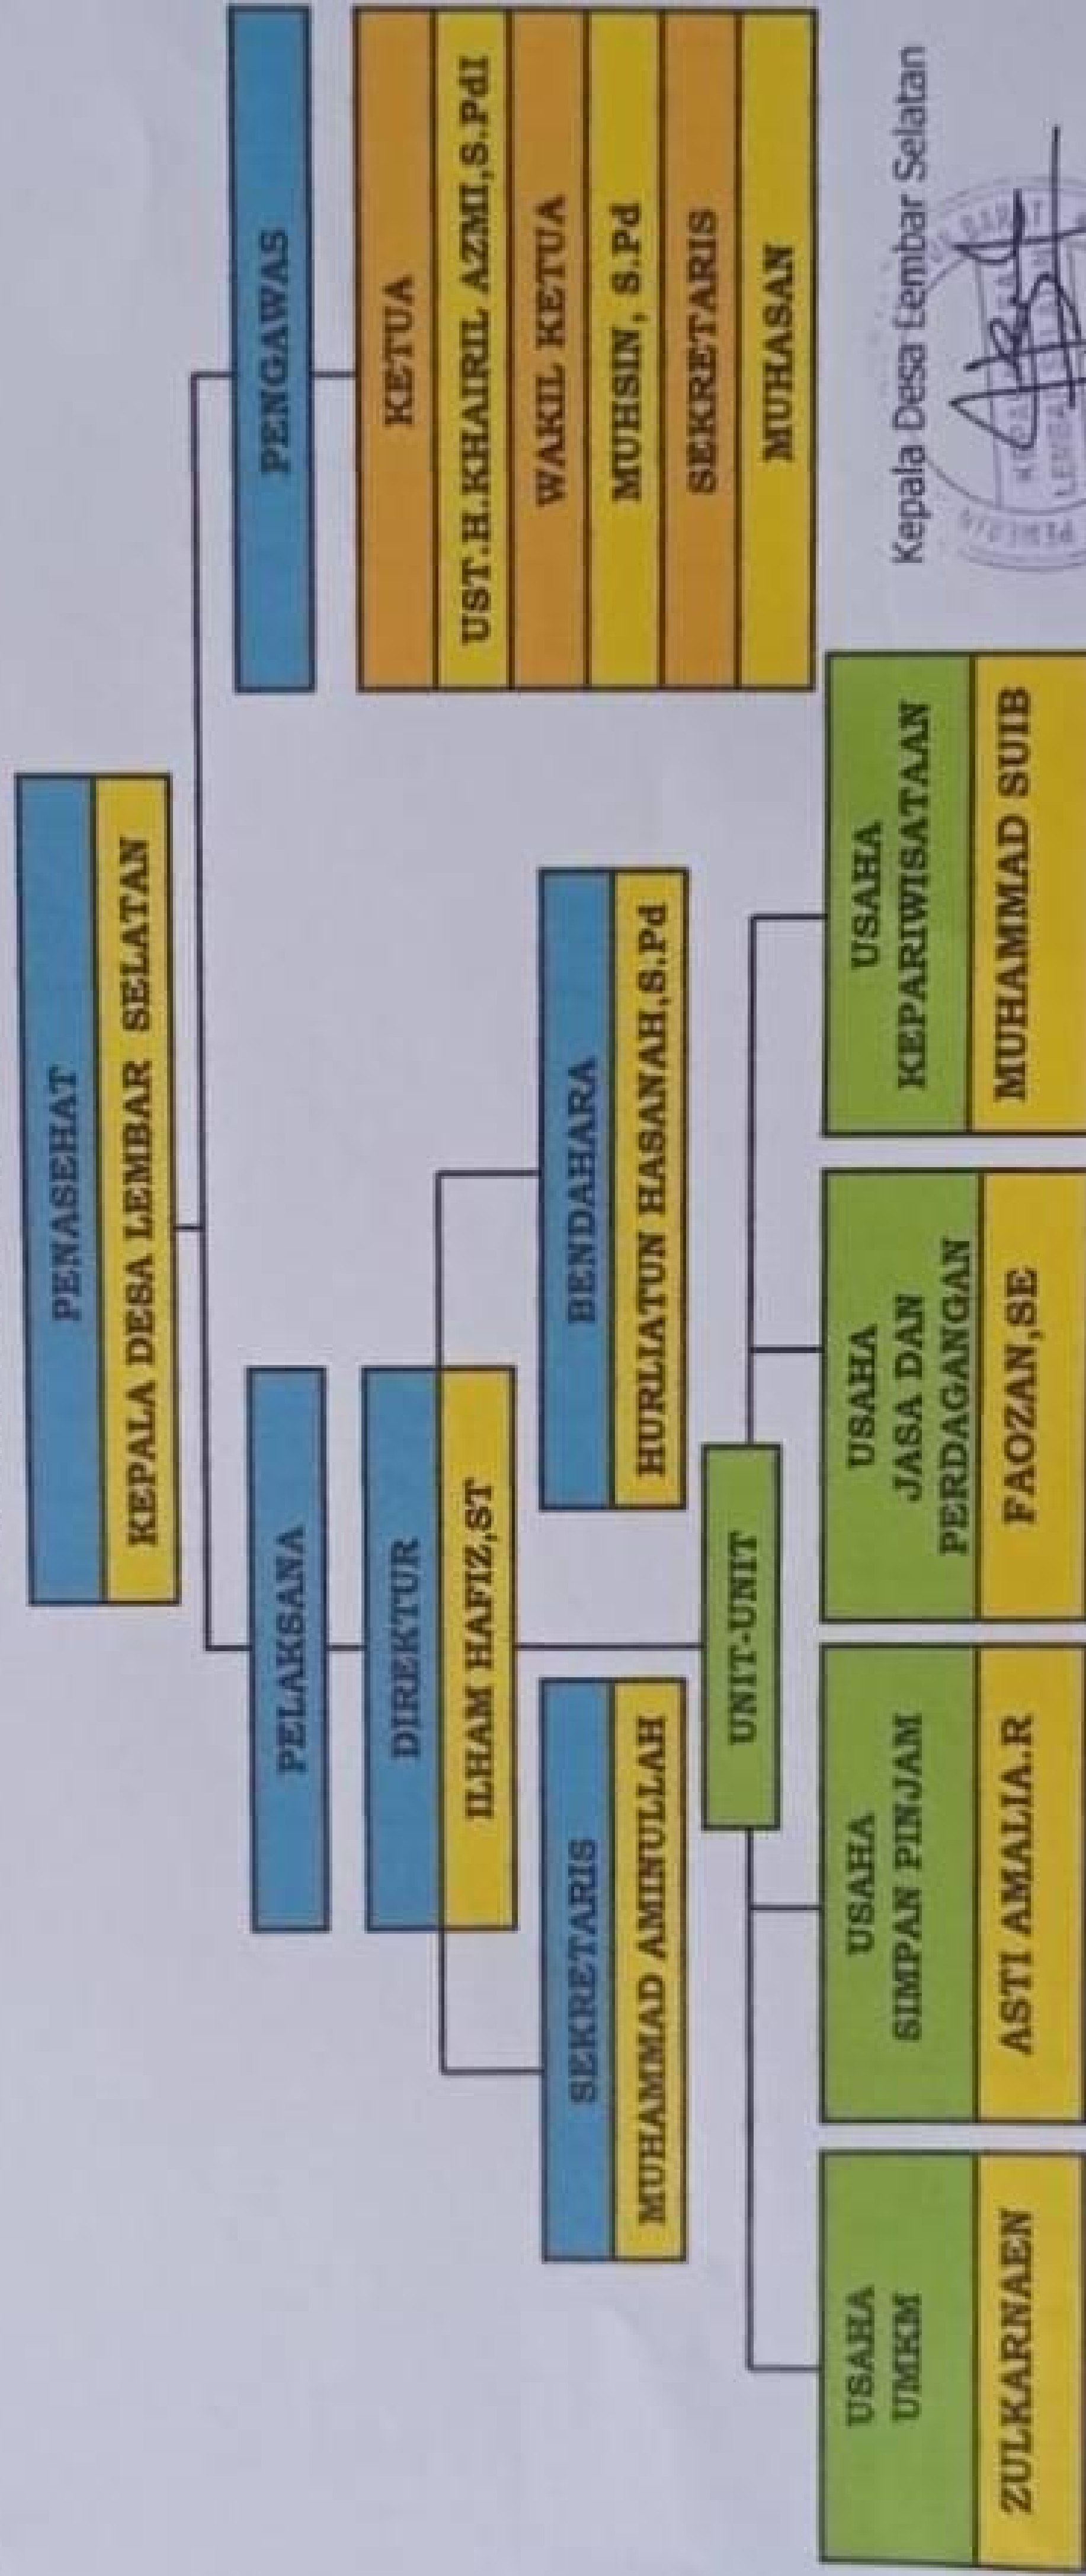 PENASEHAT
KEPALA DESA LEMBAR SELATAN
PELAKSANA
PENGAWAS
DIREKTUR
ILHAM HAFIZ,ST
KETUA
UST.H.KHAIRIL AZMI,S.PdI
WAKIL KETUA
MUHSIN, S.Pd
SEKRETARIS
MUHASAN
SEKRETARIS
MUHAMMAD AMINULLAH
BENDAHARA
HURLIATUN HASANAH,S.Pd
UNIT-UNIT
USAHA
UMKM
ZULKARNAEN
USAHA
SIMPAN PINJAM
ASTI AMALIA.R
USAHA
JASA DAN
PERDAGANGAN
FAOZAN,SE
USAHA
KEPARIWISATAAN
MUHAMMAD SUIB
Kepala Desa Lembar Selatan